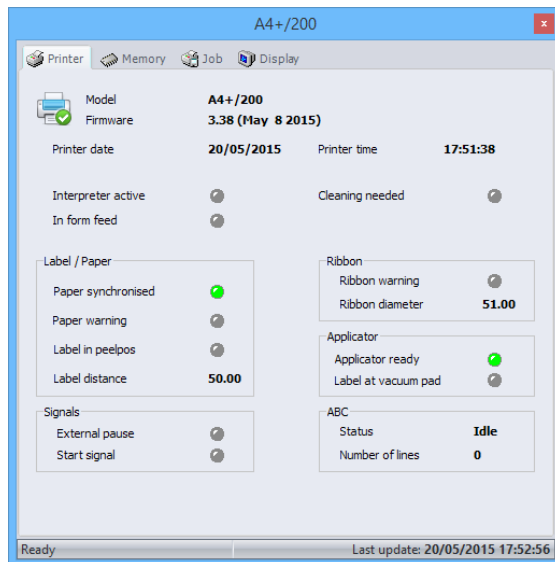 A4+/200
x
Printer Memory Job Display
Model A4+/200
Firmware 3.38 (May 8 2015)
Printer date 20/05/2015 Printer time 17:51:38
Interpreter active Cleaning needed
In form feed
Label / Paper
Paper synchronised
Paper warning
Label in peelpos
Label distance 50.00
Ribbon
Ribbon warning
Ribbon diameter 51.00
Applicator
Applicator ready
Label at vacuum pad
Signals
External pause
Start signal
ABC
Status Idle
Number of lines 0
Ready Last update: 20/05/2015 17:52:56